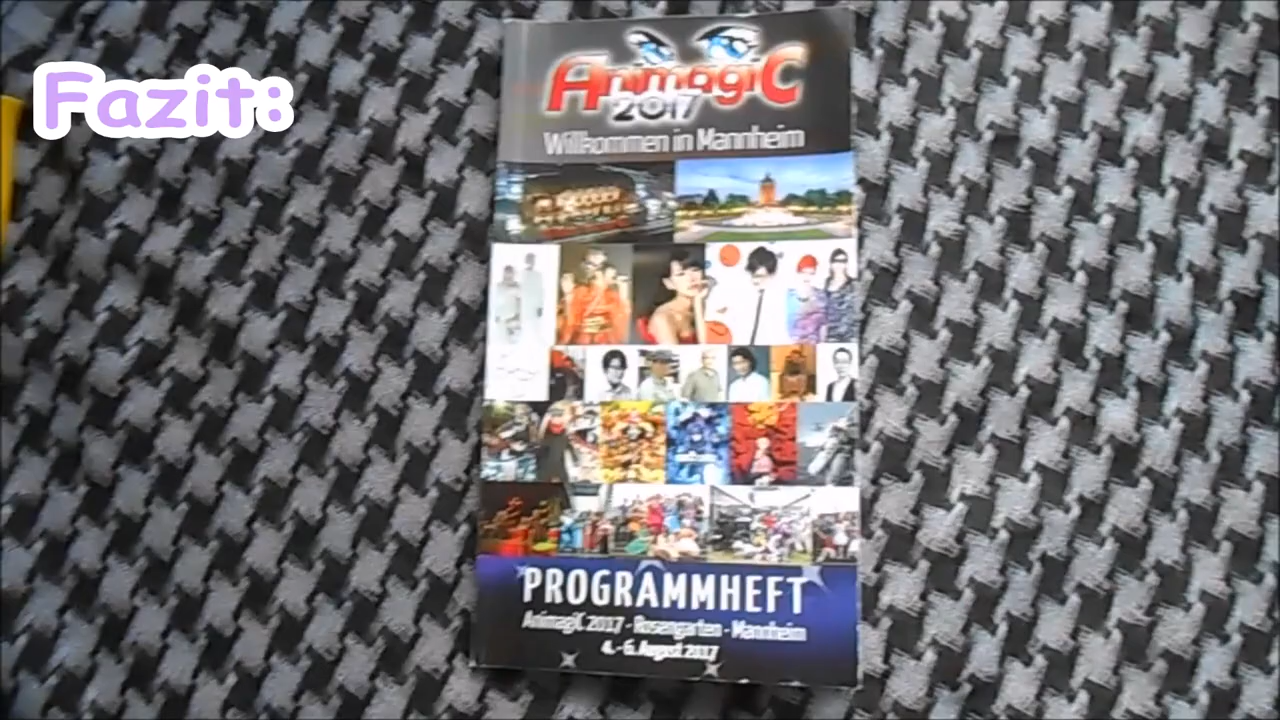 Fazit:
AnimagiC
2017
Willkommen in Mannheim
PROGRAMMHEFT
AnimagiC 2017 - Rosengarten - Mannheim
4. - 6. August 2017